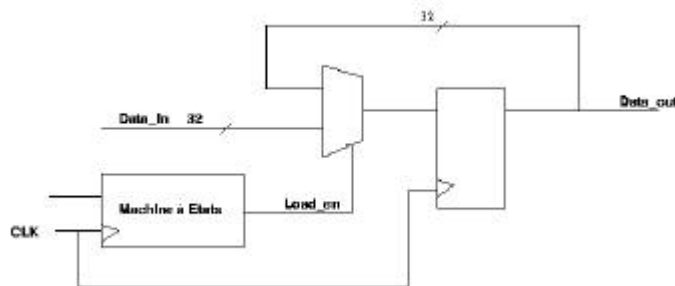 32
Data_in 32
Data_out
Machine à Etats
Load_en
CLK